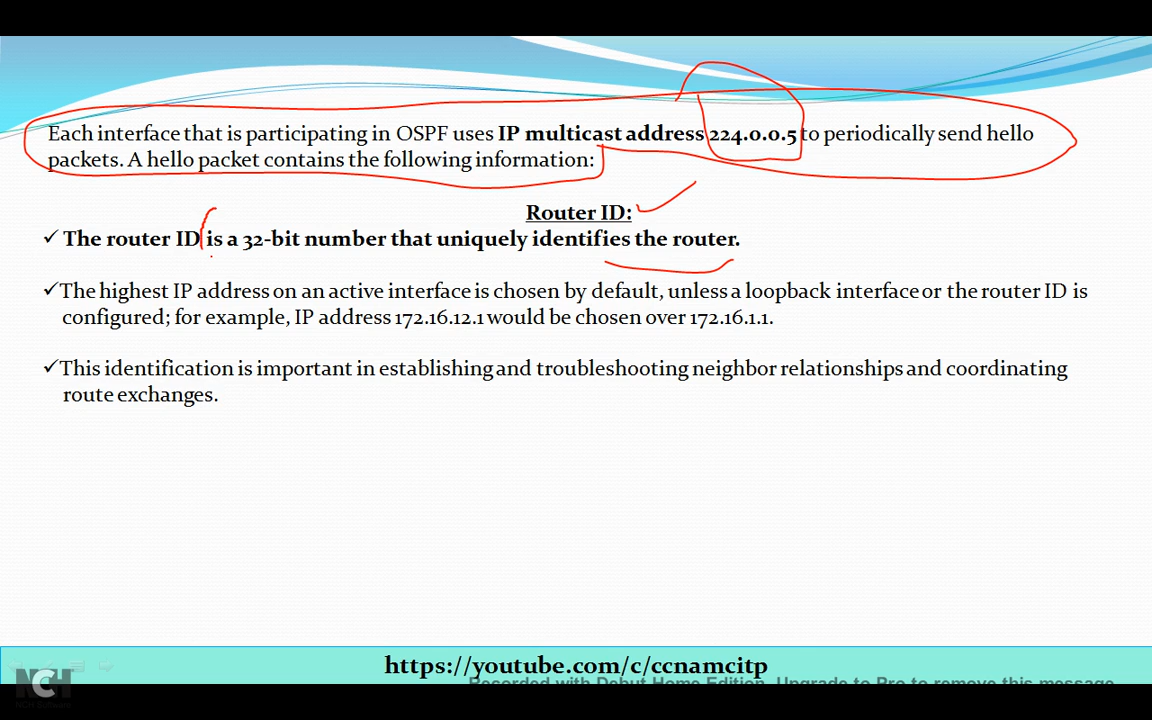 Each interface that is participating in OSPF uses IP multicast address 224.0.0.5 to periodically send hello
packets. A hello packet contains the following information:
Router ID:
✓ The router ID is a 32-bit number that uniquely identifies the router.
✓The highest IP address on an active interface is chosen by default, unless a loopback interface or the router ID is
configured; for example, IP address 172.16.12.1 would be chosen over 172.16.1.1.
✓This identification is important in establishing and troubleshooting neighbor relationships and coordinating
route exchanges.
https://youtube.com/c/ccnamcitp
Recorded with Debut Home Edition. Upgrade to Pro to remove this message
NCH
NCH Software